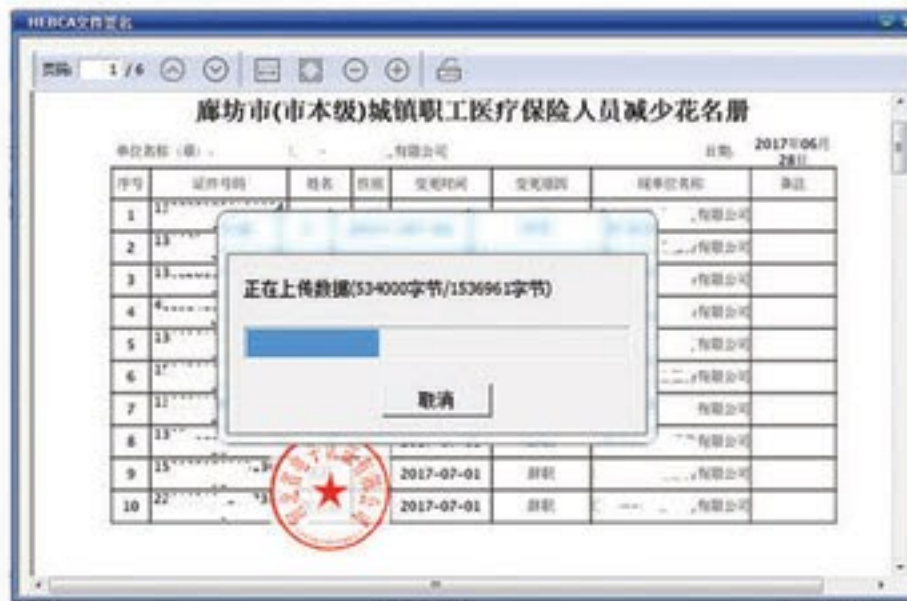 HEBCA文件签名
页码: 1 / 6
廊坊市(市本级)城镇职工医疗保险人员减少花名册
单位名称（章）: 有限公司 日期: 2017年06月28日
序号 证件号码 姓名 性别 变更时间 变更原因 现单位名称 备注
1 有限公司
2 13 有限公司
3 13 有限公司
4 有限公司
5 13 有限公司
6 有限公司
7 有限公司
8 13 有限公司
9 15 2017-07-01 辞职 有限公司
10 22 2017-07-01 辞职 有限公司
正在上传数据(534000字节/1536961字节)
取消